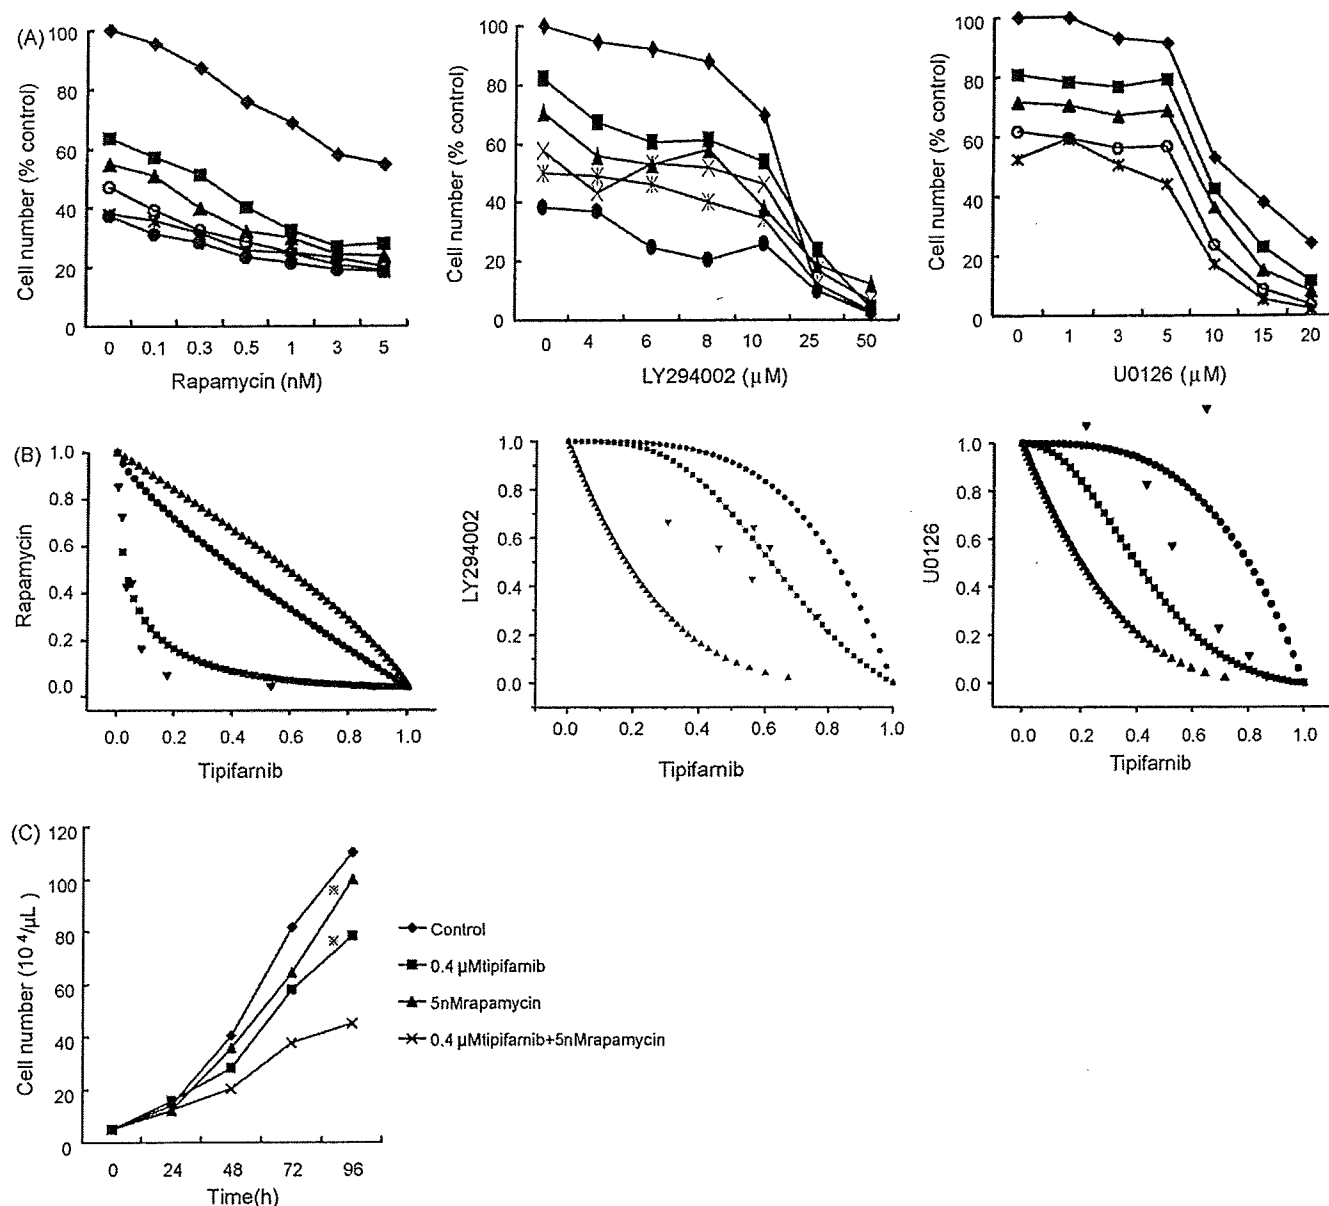 (A)
100
80
60
40
20
0
Cell number (% control)
0 0.1 0.3 0.5 1 3 5
Rapamycin (nM)
100
80
60
40
20
0
Cell number (% control)
0 4 6 8 10 25 50
LY294002 (μM)
100
80
60
40
20
0
Cell number (% control)
0 1 3 5 10 15 20
U0126 (μM)
(B)
1.0
0.8
0.6
0.4
0.2
0.0
Rapamycin
0.0 0.2 0.4 0.6 0.8 1.0
Tipifarnib
1.0
0.8
0.6
0.4
0.2
0.0
LY294002
0.0 0.2 0.4 0.6 0.8 1.0
Tipifarnib
1.0
0.8
0.6
0.4
0.2
0.0
U0126
0.0 0.2 0.4 0.6 0.8 1.0
Tipifarnib
(C)
120
100
80
60
40
20
0
Cell number (10⁴/μL )
0 24 48 72 96
Time(h)
※
※
Control
0.4 μMtipifarnib
5nMrapamycin
0.4 μMtipifarnib+5nMrapamycin